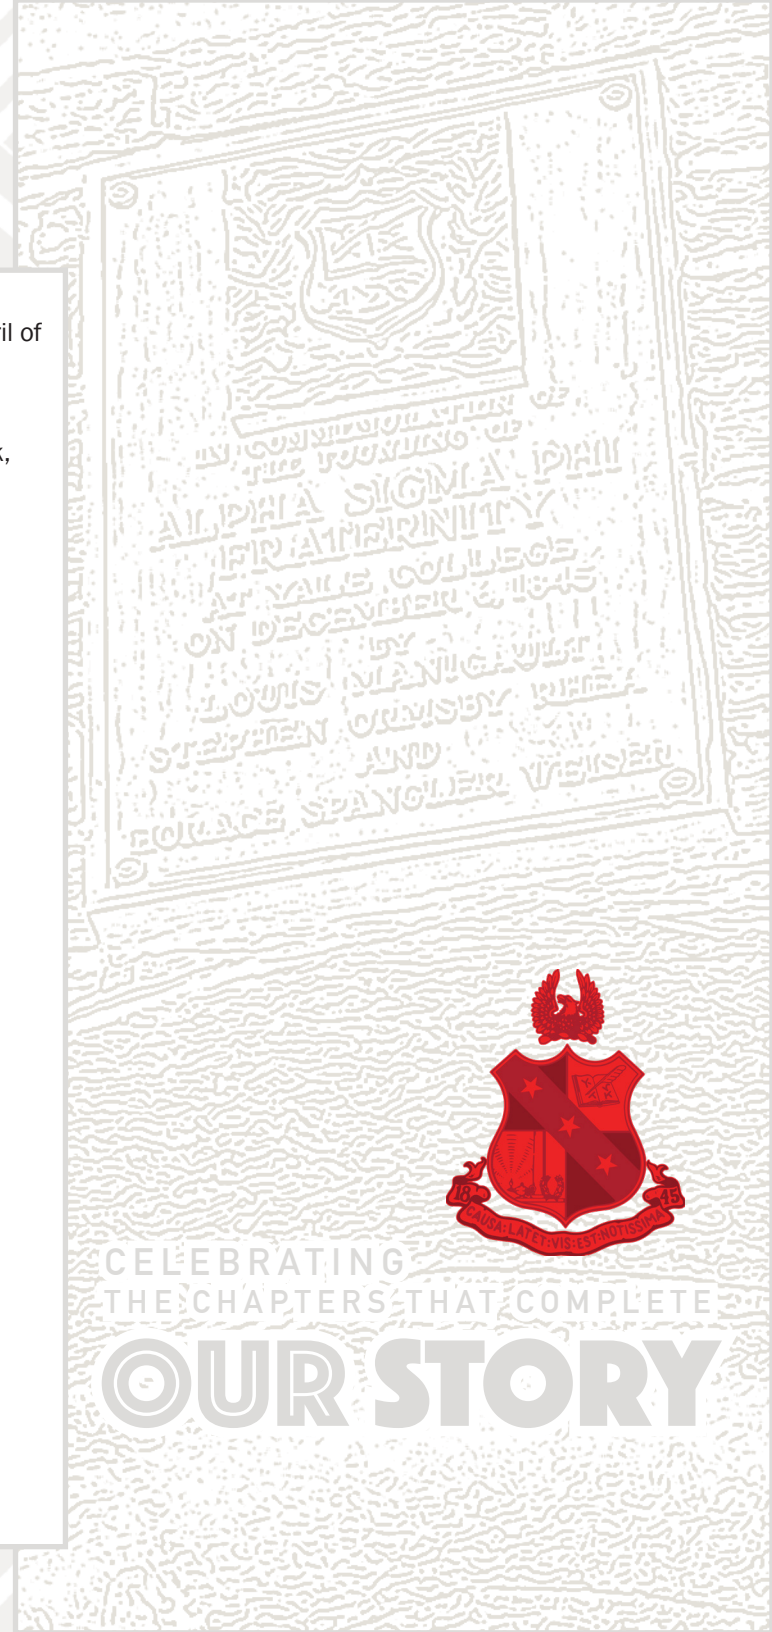 il of
k,
IN COMMEMORATION OF
THE FOUNDING OF
ALPHA SIGMA PHI
FRATERNITY
AT YALE COLLEGE
ON DECEMBER 6, 1845
BY
LOUIS MANIGAULT
STEPHEN ORMSBY RHEA
AND
HORACE SPANGLER WEISER
18 45
CAUSA:LATET:VIS:EST:NOTISSIMA
CELEBRATING
THE CHAPTERS THAT COMPLETE
OUR STORY